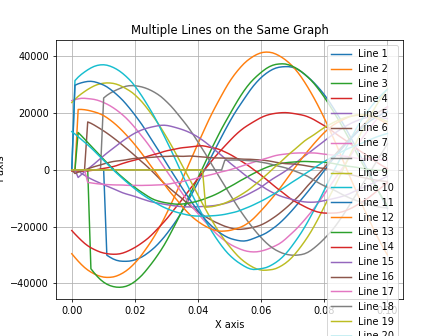 Multiple Lines on the Same Graph
40000
20000
0
−20000
−40000
0.00
0.02
0.04
0.06
X axis
Line 1
Line 2
Line 3
Line 4
Line 5
Line 6
Line 7
Line 8
Line 9
Line 10
Line 11
Line 12
Line 13
Line 14
Line 15
Line 16
Line 17
Line 18
Line 19